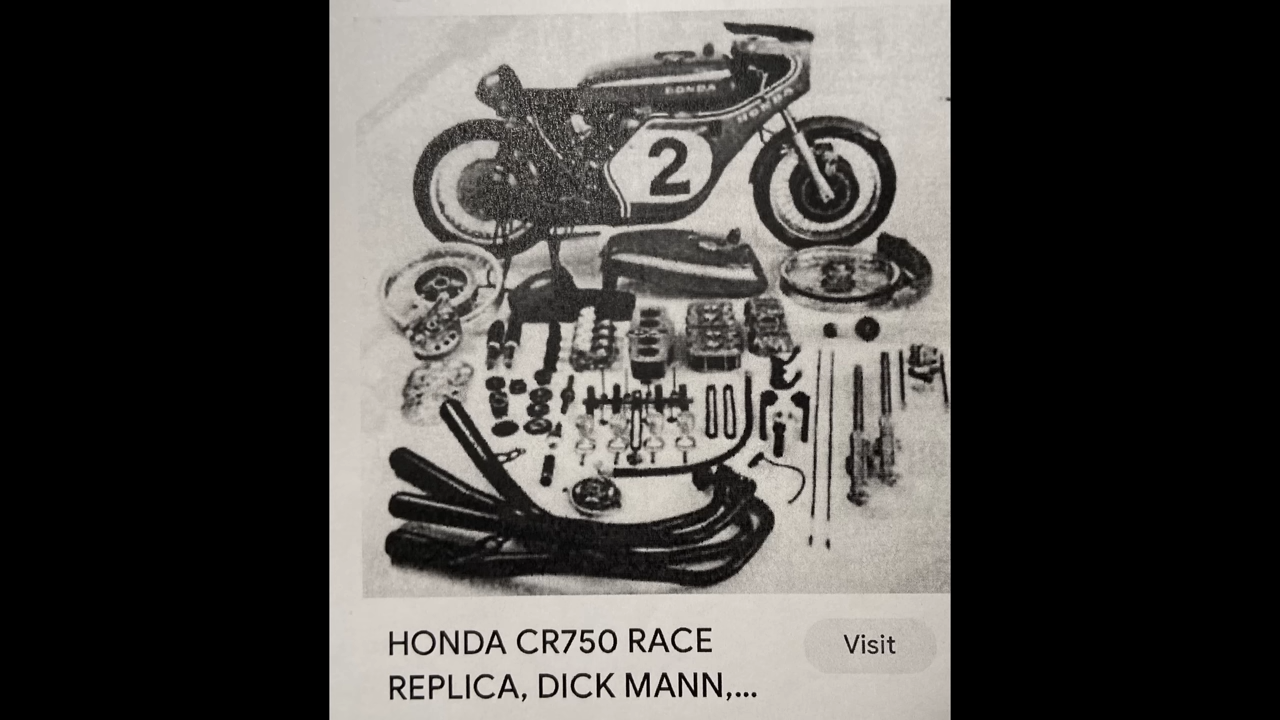 HONDA
HONDA
2
HONDA CR750 RACE
REPLICA, DICK MANN,...
Visit